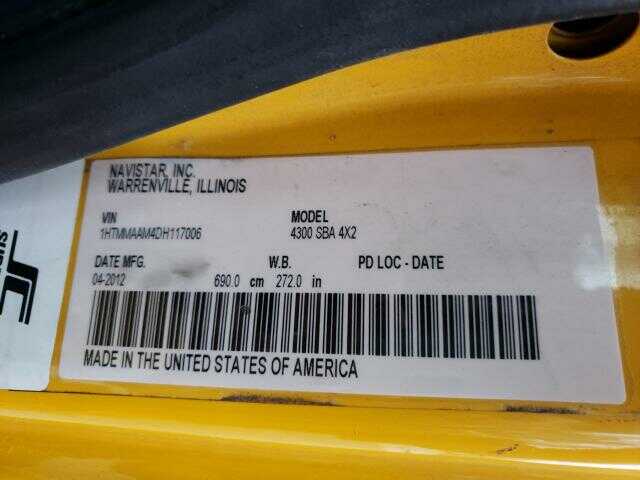 NAVISTAR, INC.
WARRENVILLE, ILLINOIS
VIN MODEL
1HTMMAAM4DH117006 4300 SBA 4X2
DATE MFG. W.B. PD LOC - DATE
04-2012 690.0 cm 272.0 in
MADE IN THE UNITED STATES OF AMERICA